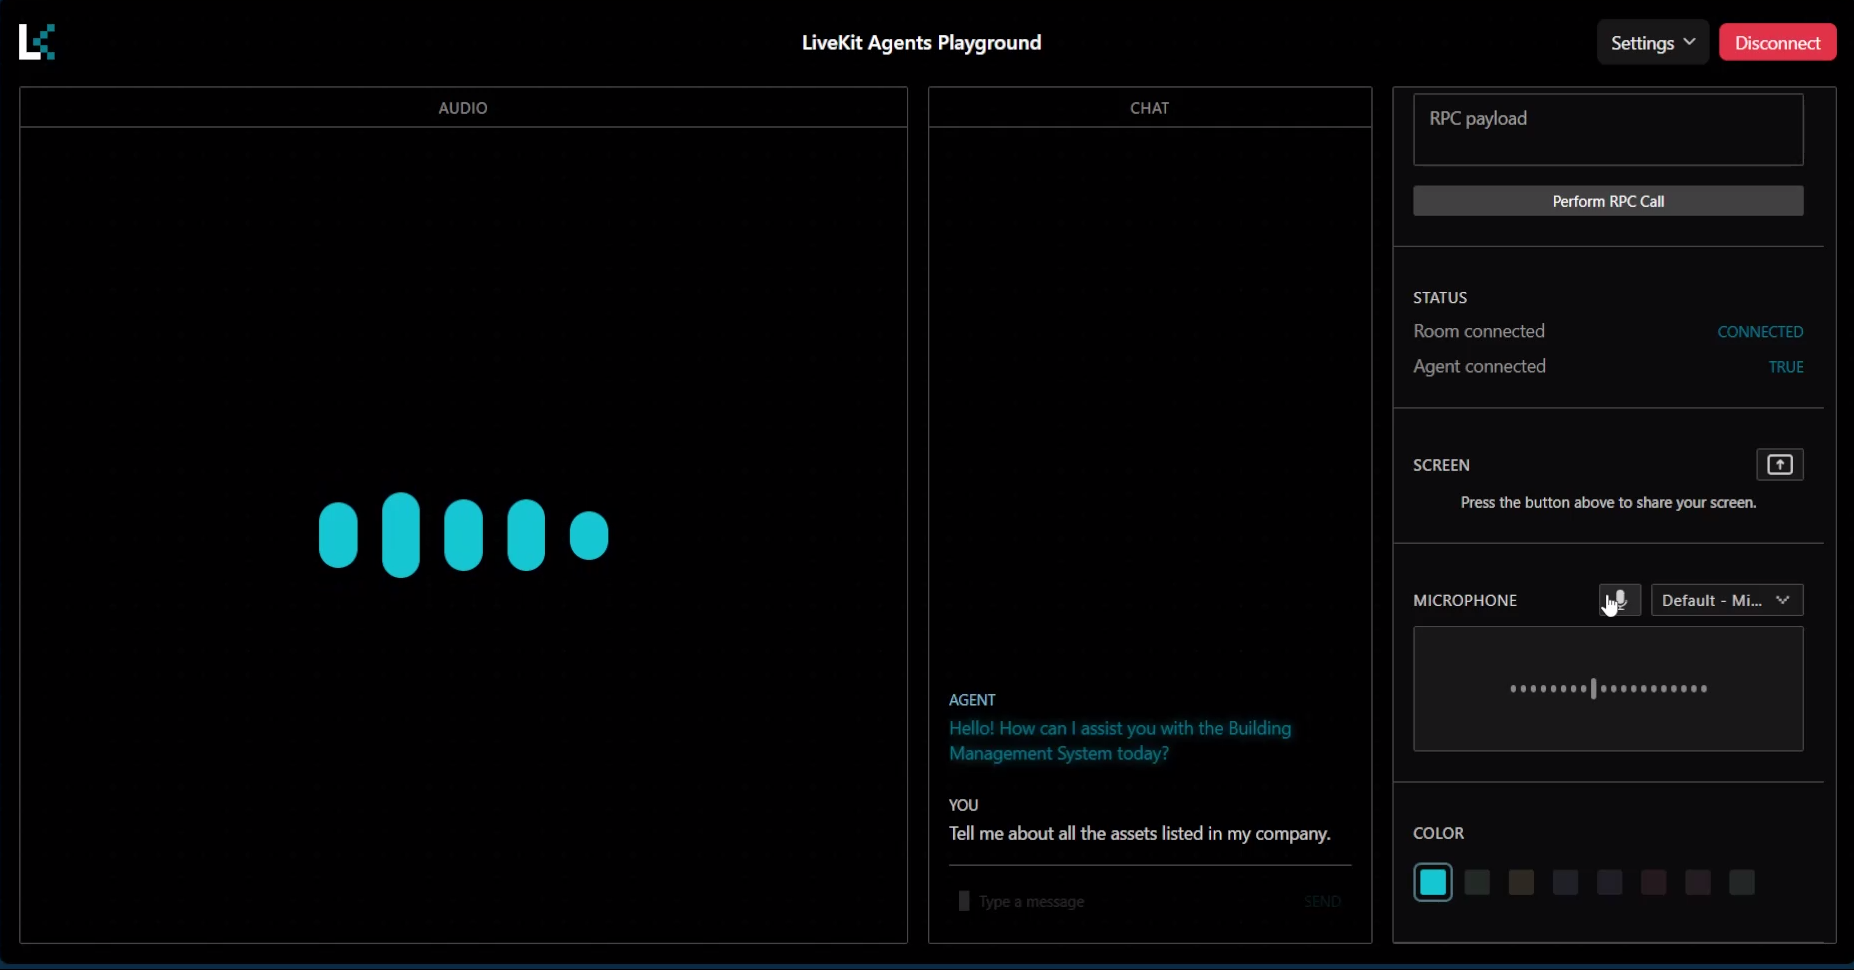 LiveKit Agents Playground
Settings
Disconnect
AUDIO
CHAT
AGENT
Hello! How can I assist you with the Building
Management System today?
YOU
Tell me about all the assets listed in my company.
Type a message
SEND
RPC payload
Perform RPC Call
STATUS
Room connected CONNECTED
Agent connected TRUE
SCREEN
Press the button above to share your screen.
MICROPHONE
Default - Mi...
COLOR